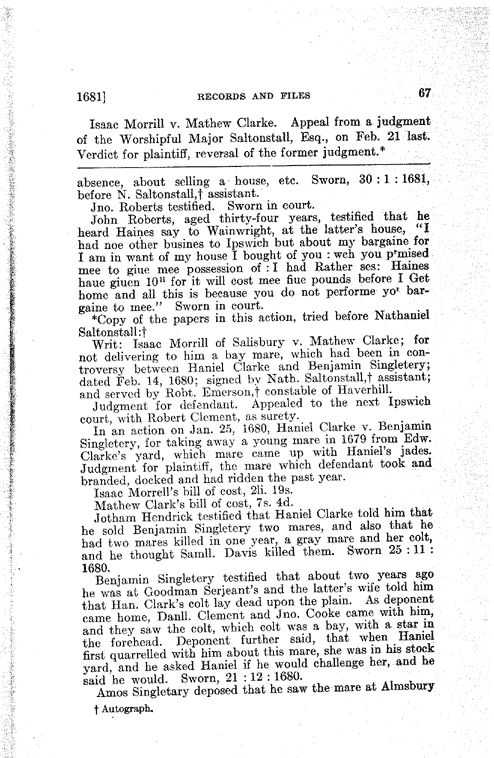 1681] RECORDS AND FILES 67
Isaac Morrill v. Mathew Clarke. Appeal from a judgment
of the Worshipful Major Saltonstall, Esq., on Feb. 21 last.
Verdict for plaintiff, reversal of the former judgment.*
absence, about selling a house, etc. Sworn, 30 : 1 : 1681,
before N. Saltonstall,† assistant.
Jno. Roberts testified. Sworn in court.
John Roberts, aged thirty-four years, testified that he
heard Haines say to Wainwright, at the latter's house, "I
had noe other busines to Ipswich but about my bargaine for
I am in want of my house I bought of you : wch you pʳmised
mee to giue mee possession of : I had Rather ses: Haines
haue giuen 10ˡⁱ for it will cost mee fiue pounds before I Get
home and all this is because you do not performe yoʳ bar-
gaine to mee." Sworn in court.
*Copy of the papers in this action, tried before Nathaniel
Saltonstall:†
Writ: Isaac Morrill of Salisbury v. Mathew Clarke; for
not delivering to him a bay mare, which had been in con-
troversy between Haniel Clarke and Benjamin Singletery;
dated Feb. 14, 1680; signed by Nath. Saltonstall,† assistant;
and served by Robt. Emerson,† constable of Haverhill.
Judgment for defendant. Appealed to the next Ipswich
court, with Robert Clement, as surety.
In an action on Jan. 25, 1680, Haniel Clarke v. Benjamin
Singletery, for taking away a young mare in 1679 from Edw.
Clarke's yard, which mare came up with Haniel's jades.
Judgment for plaintiff, the mare which defendant took and
branded, docked and had ridden the past year.
Isaac Morrell's bill of cost, 2li. 19s.
Mathew Clark's bill of cost, 7s. 4d.
Jotham Hendrick testified that Haniel Clarke told him that
he sold Benjamin Singletery two mares, and also that he
had two mares killed in one year, a gray mare and her colt,
and he thought Samll. Davis killed them. Sworn 25 : 11 :
1680.
Benjamin Singletery testified that about two years ago
he was at Goodman Serjeant's and the latter's wife told him
that Han. Clark's colt lay dead upon the plain. As deponent
came home, Danll. Clement and Jno. Cooke came with him,
and they saw the colt, which colt was a bay, with a star in
the forehead. Deponent further said, that when Haniel
first quarrelled with him about this mare, she was in his stock
yard, and he asked Haniel if he would challenge her, and he
said he would. Sworn, 21 : 12 : 1680.
Amos Singletary deposed that he saw the mare at Almsbury
† Autograph.